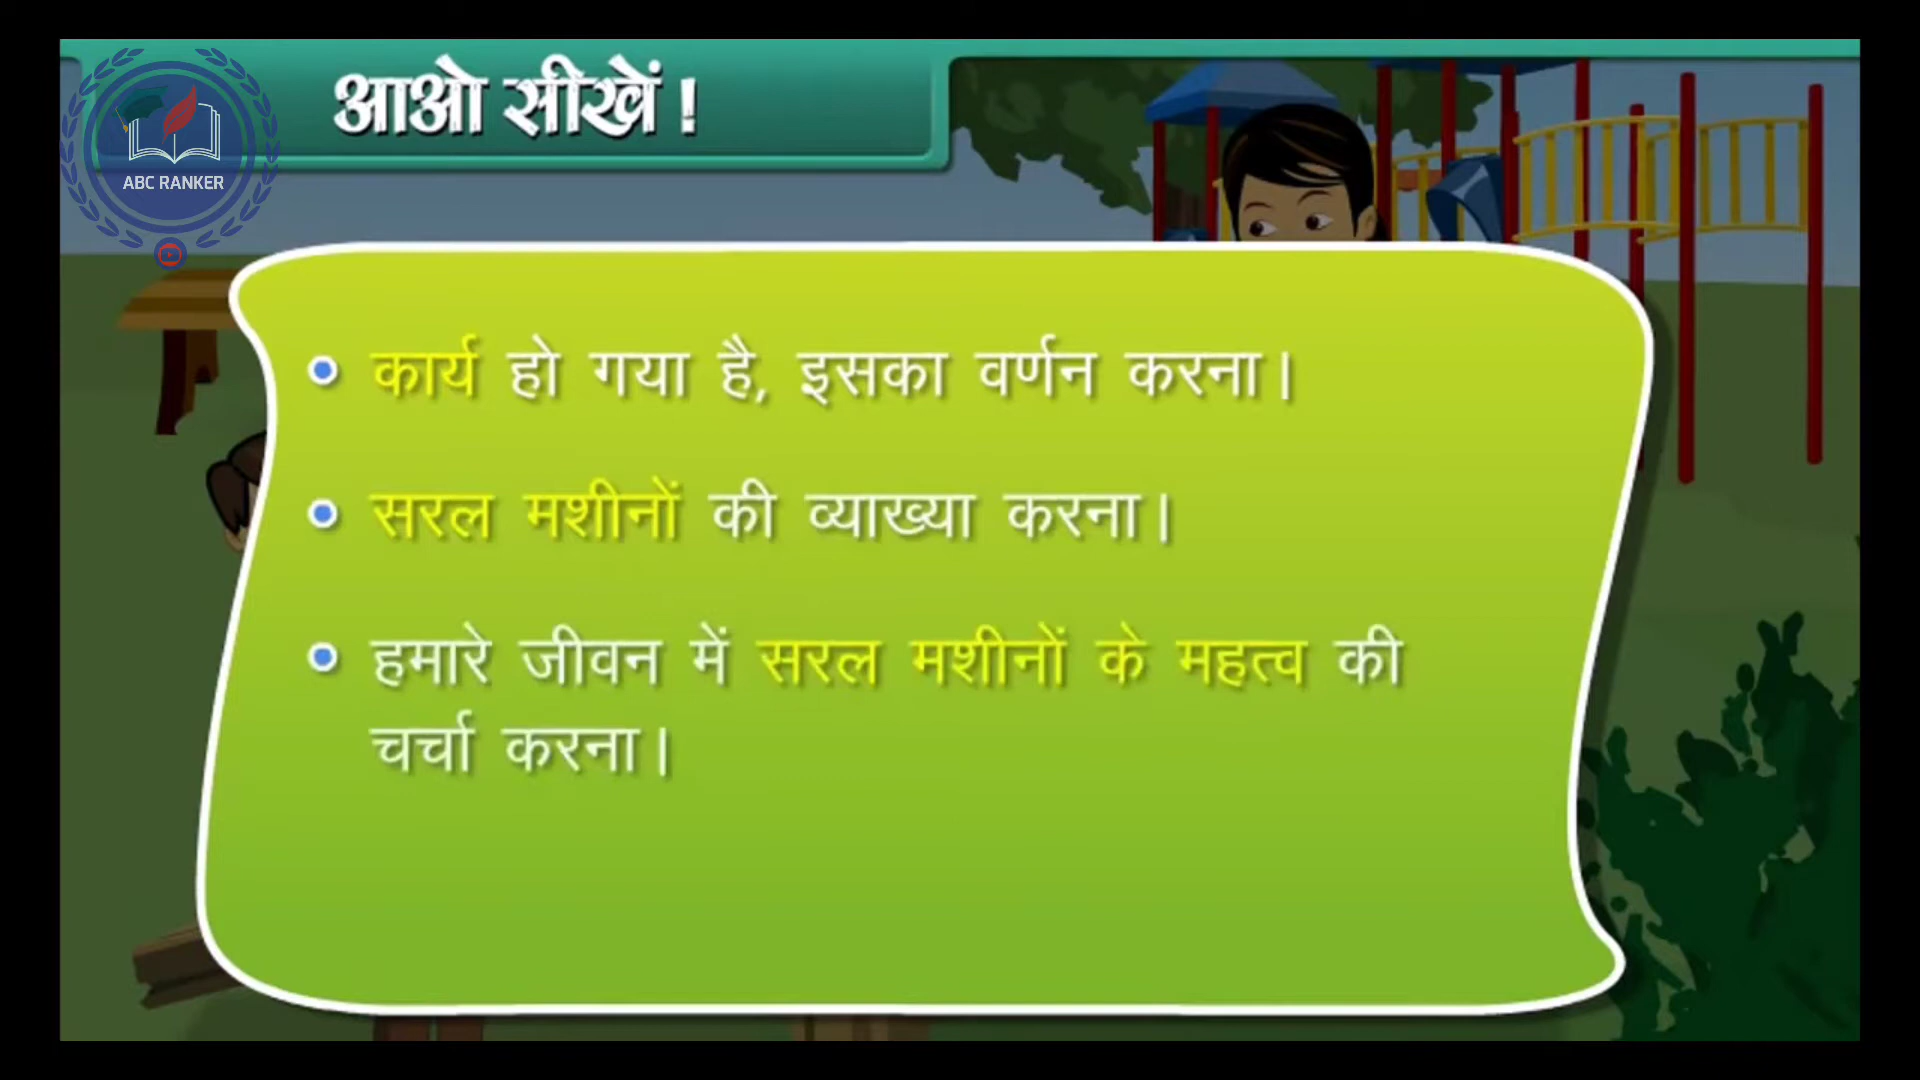 आओ सीखें !
ABC RANKER
कार्य हो गया है, इसका वर्णन करना।
सरल मशीनों की व्याख्या करना।
हमारे जीवन में सरल मशीनों के महत्व की
चर्चा करना।